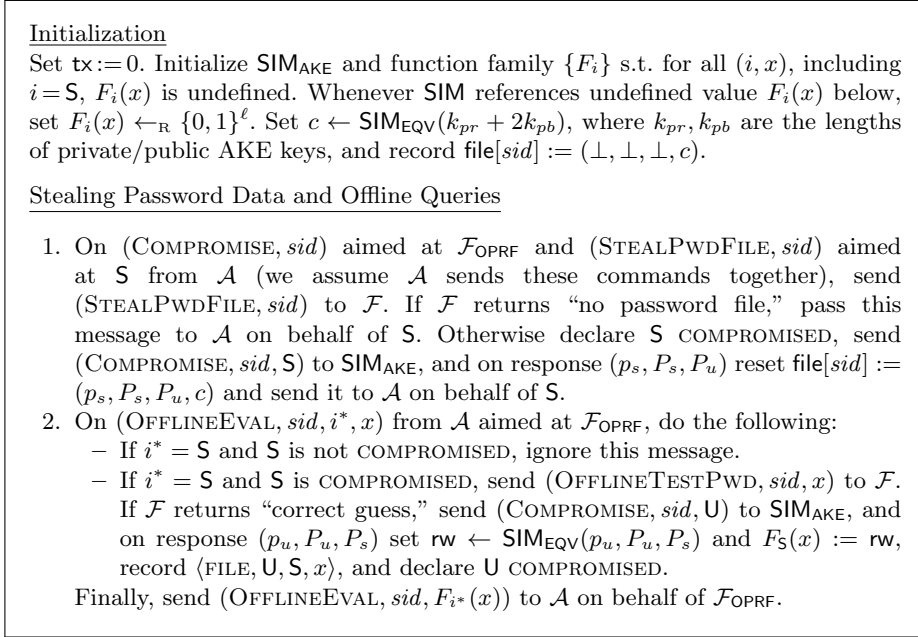 Initialization
Set tx:=0. Initialize SIM_AKE and function family {F_i} s.t. for all (i, x), including
i = S, F_i(x) is undefined. Whenever SIM references undefined value F_i(x) below,
set F_i(x) ←_R {0, 1}^ℓ. Set c ← SIM_EQV(k_pr + 2k_pb), where k_pr, k_pb are the lengths
of private/public AKE keys, and record file[sid] := (⊥, ⊥, ⊥, c).
Stealing Password Data and Offline Queries
1. On (COMPROMISE, sid) aimed at F_OPRF and (STEALPWDFILE, sid) aimed
at S from A (we assume A sends these commands together), send
(STEALPWDFILE, sid) to F. If F returns “no password file,” pass this
message to A on behalf of S. Otherwise declare S COMPROMISED, send
(COMPROMISE, sid, S) to SIM_AKE, and on response (p_s, P_s, P_u) reset file[sid] :=
(p_s, P_s, P_u, c) and send it to A on behalf of S.
2. On (OFFLINEEVAL, sid, i*, x) from A aimed at F_OPRF, do the following:
– If i* = S and S is not COMPROMISED, ignore this message.
– If i* = S and S is COMPROMISED, send (OFFLINETESTPWD, sid, x) to F.
If F returns “correct guess,” send (COMPROMISE, sid, U) to SIM_AKE, and
on response (p_u, P_u, P_s) set rw ← SIM_EQV(p_u, P_u, P_s) and F_S(x) := rw,
record ⟨FILE, U, S, x⟩, and declare U COMPROMISED.
Finally, send (OFFLINEEVAL, sid, F_i*(x)) to A on behalf of F_OPRF.